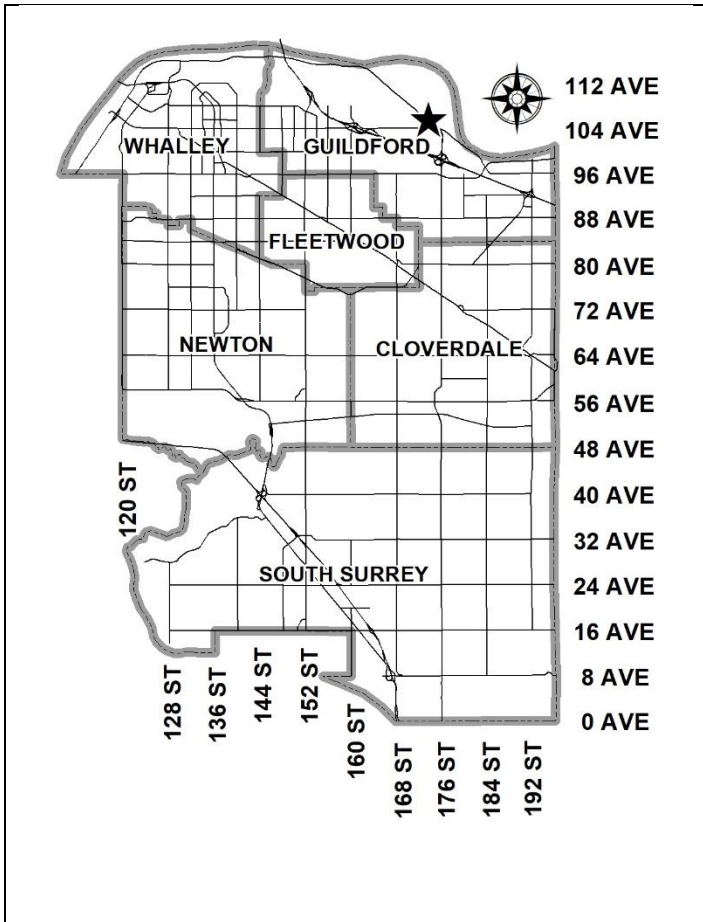 112 AVE
104 AVE
WHALLEY
GUILDFORD
96 AVE
88 AVE
FLEETWOOD
80 AVE
72 AVE
NEWTON
CLOVERDALE
64 AVE
56 AVE
48 AVE
120 ST
40 AVE
32 AVE
SOUTH SURREY
24 AVE
16 AVE
128 ST
136 ST
144 ST
152 ST
160 ST
8 AVE
0 AVE
168 ST
176 ST
184 ST
192 ST